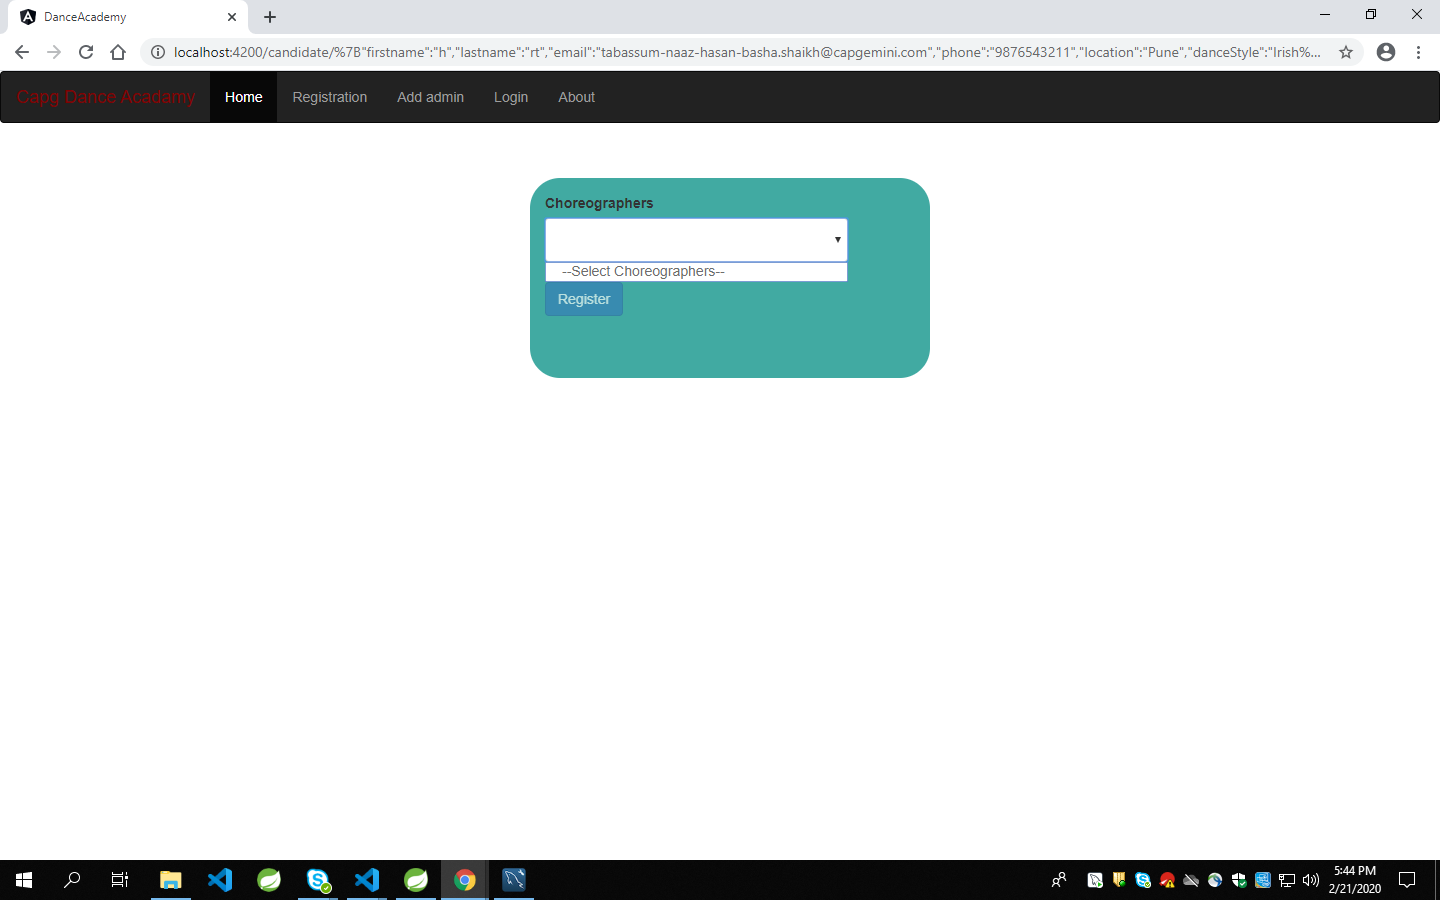 DanceAcademy
localhost:4200/candidate/%7B"firstname":"h","lastname":"rt","email":"tabassum-naaz-hasan-basha.shaikh@capgemini.com","phone":"9876543211","location":"Pune","danceStyle":"Irish%...
Capg Dance Acadamy Home Registration Add admin Login About
Choreographers
--Select Choreographers--
Register
5:44 PM
2/21/2020